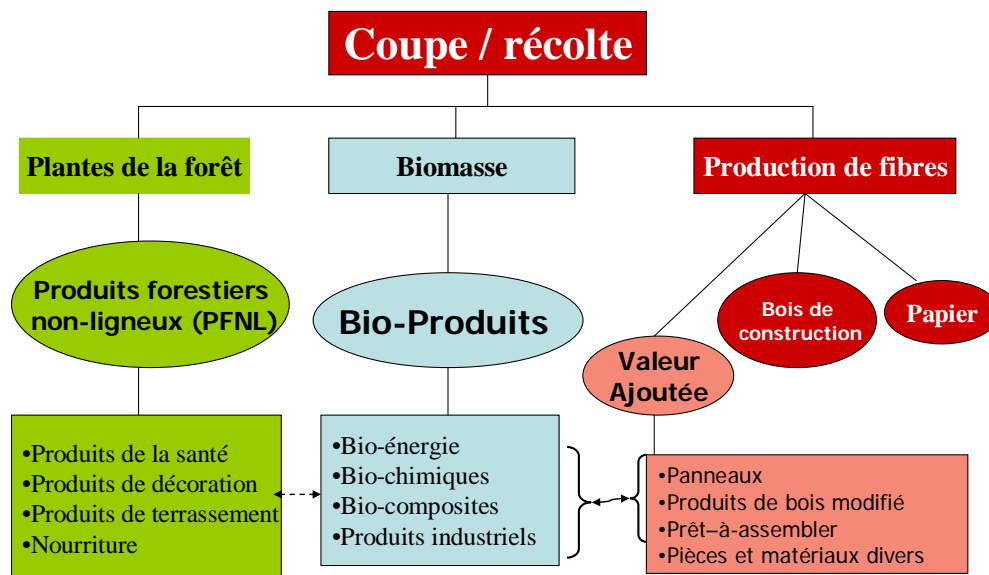 Coupe / récolte
Plantes de la forêt
Biomasse
Production de fibres
Produits forestiers
non-ligneux (PFNL)
Bio-Produits
Valeur
Ajoutée
Bois de
construction
Papier
•Produits de la santé
•Produits de décoration
•Produits de terrassement
•Nourriture
•Bio-énergie
•Bio-chimiques
•Bio-composites
•Produits industriels
•Panneaux
•Produits de bois modifié
•Prêt–à-assembler
•Pièces et matériaux divers